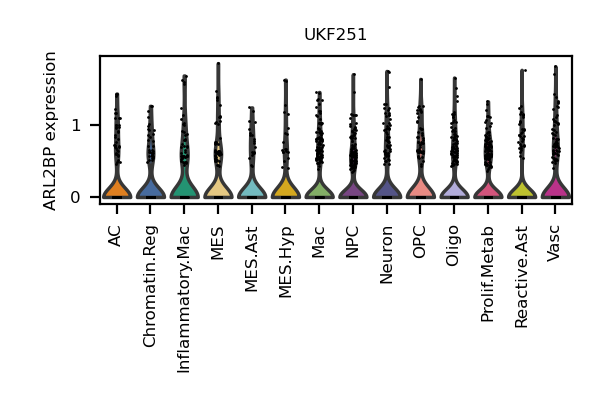 UKF251
ARL2BP expression
1
0
AC
Chromatin.Reg
Inflammatory.Mac
MES
MES.Ast
MES.Hyp
Mac
NPC
Neuron
OPC
Oligo
Prolif.Metab
Reactive.Ast
Vasc